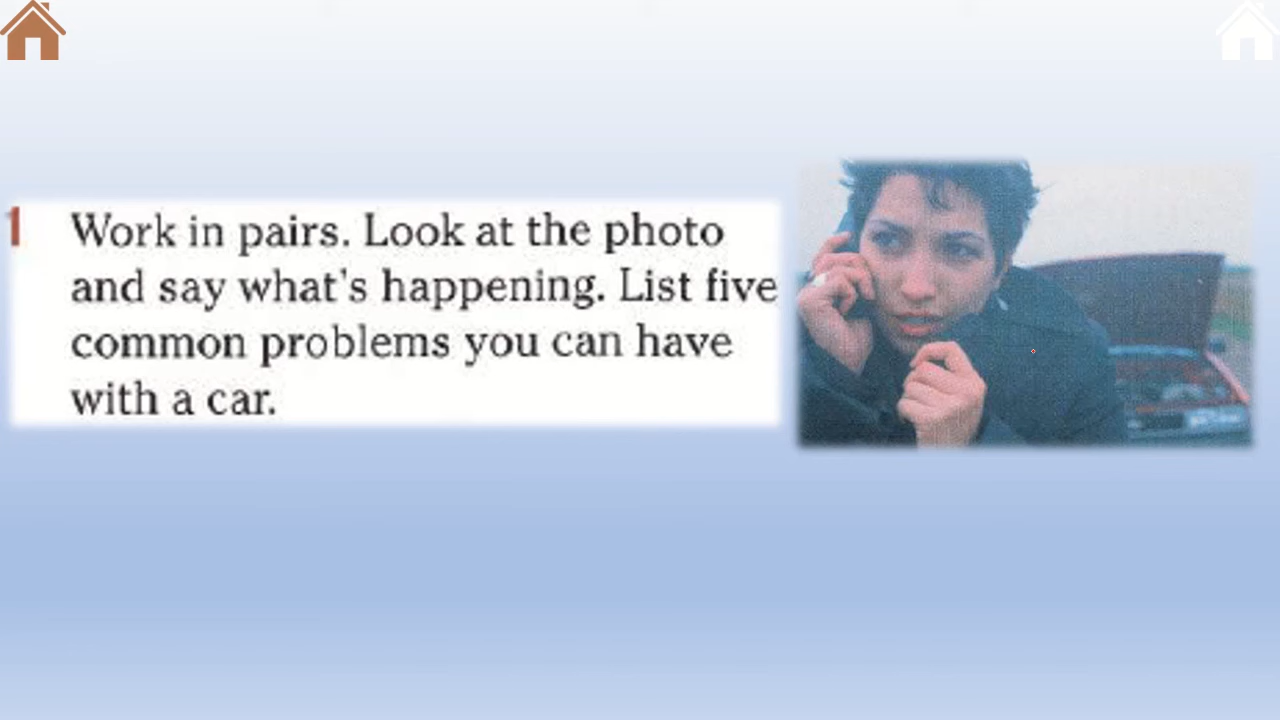 1 Work in pairs. Look at the photo
and say what's happening. List five
common problems you can have
with a car.